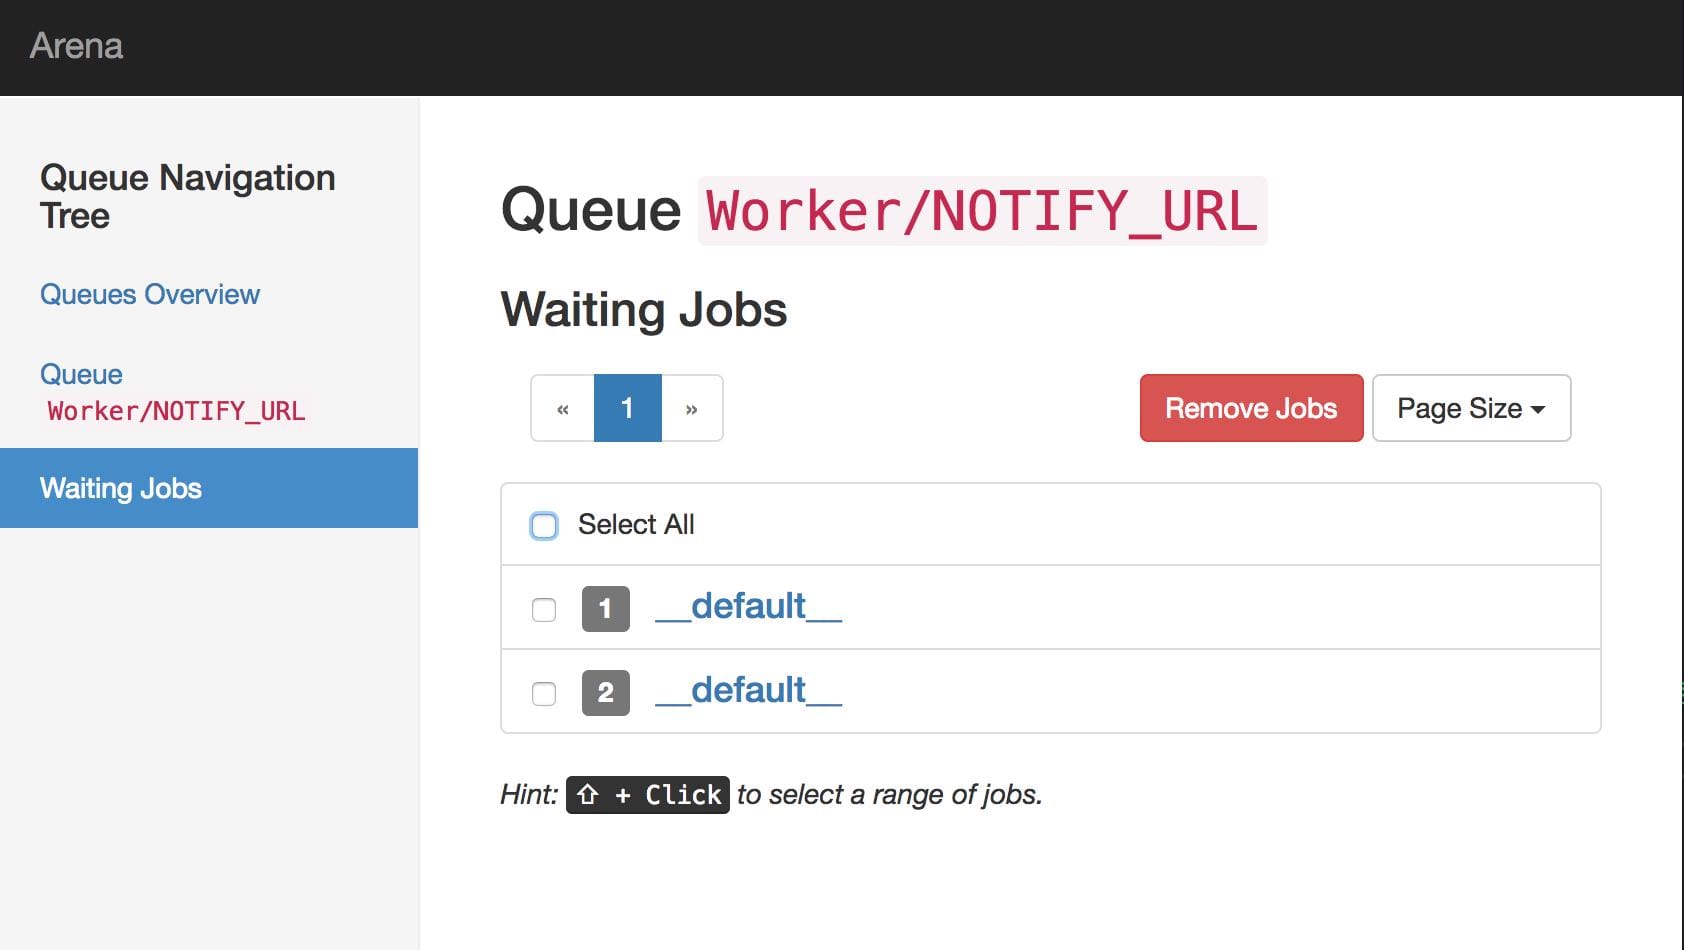 Arena
Queue Navigation
Tree
Queues Overview
Queue
Worker/NOTIFY_URL
Waiting Jobs
Queue Worker/NOTIFY_URL
Waiting Jobs
« 1 »
Remove Jobs
Page Size
Select All
1 __default__
2 __default__
Hint: ⇧ + Click to select a range of jobs.